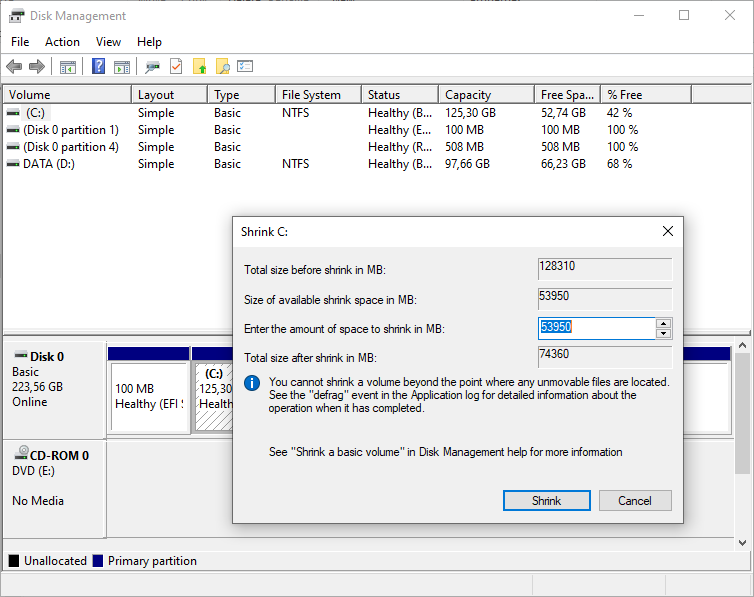 Disk Management
File Action View Help
Volume Layout Type File System Status Capacity Free Spa... % Free
(C:) Simple Basic NTFS Healthy (B... 125,30 GB 52,74 GB 42 %
(Disk 0 partition 1) Simple Basic Healthy (E... 100 MB 100 MB 100 %
(Disk 0 partition 4) Simple Basic Healthy (R... 508 MB 508 MB 100 %
DATA (D:) Simple Basic NTFS Healthy (B... 97,66 GB 66,23 GB 68 %
Shrink C:
Total size before shrink in MB: 128310
Size of available shrink space in MB: 53950
Enter the amount of space to shrink in MB: 53950
Total size after shrink in MB: 74360
You cannot shrink a volume beyond the point where any unmovable files are located.
See the "defrag" event in the Application log for detailed information about the
operation when it has completed.
See "Shrink a basic volume" in Disk Management help for more information
Shrink Cancel
Disk 0
Basic
223,56 GB
Online
100 MB
Healthy (EFI
(C:)
125,30
Health
CD-ROM 0
DVD (E:)
No Media
Unallocated Primary partition